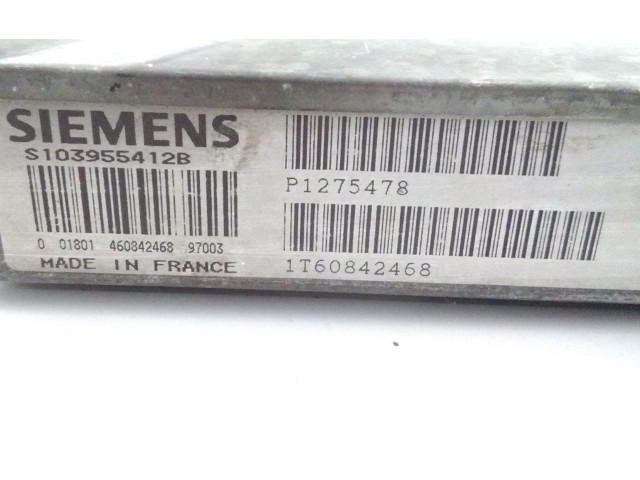 SIEMENS
S103955412B
0 01801 460842468 97003
MADE IN FRANCE
P1275478
1T60842468